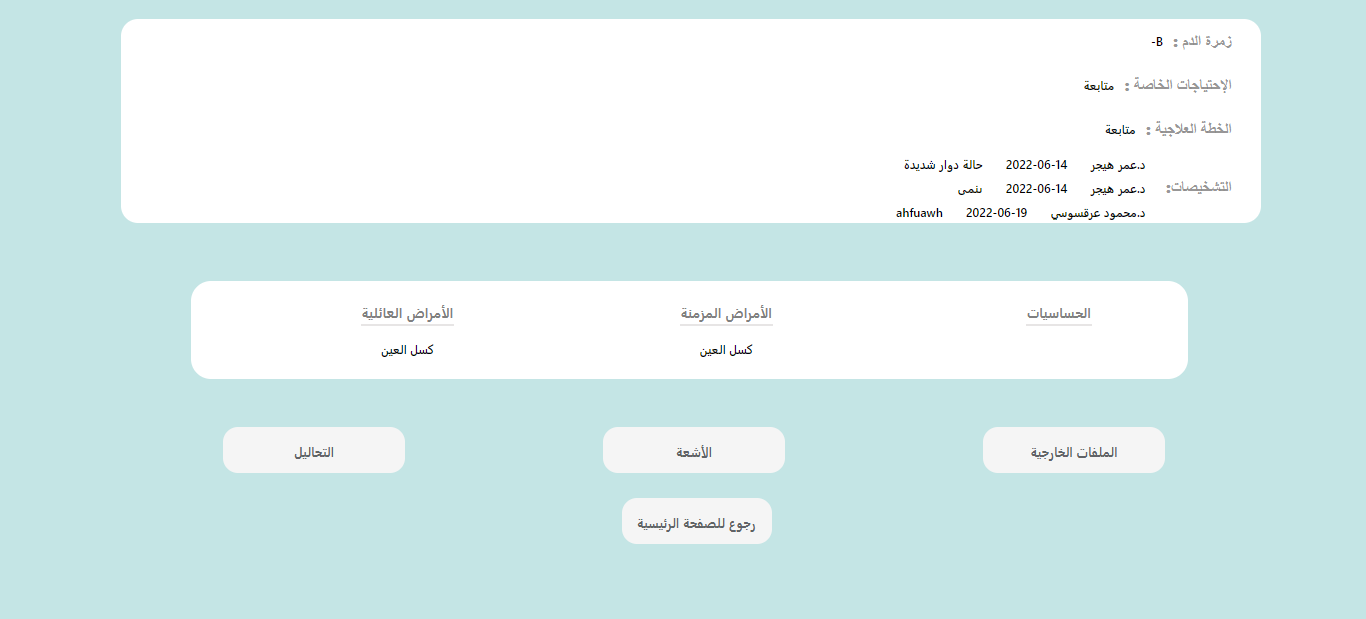 زمرة الدم : B-
الإحتياجات الخاصة : متابعة
الخطة العلاجية : متابعة
التشخيصات:
د.عمر هيجر 2022-06-14 حالة دوار شديدة
د.عمر هيجر 2022-06-14 ىنمى
د.محمود عرقسوسي 2022-06-19 ahfuawh
الحساسيات الأمراض المزمنة الأمراض العائلية
كسل العين كسل العين
الملفات الخارجية الأشعة التحاليل
رجوع للصفحة الرئيسية